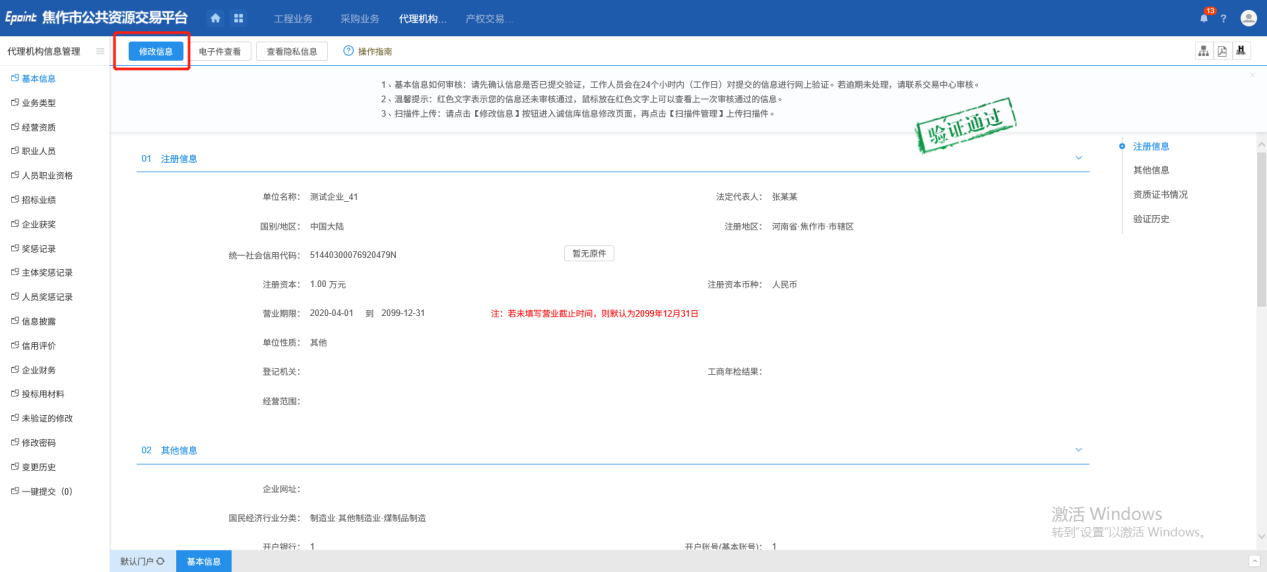 Epoint 焦作市公共资源交易平台
工程业务 采购业务 代理机构... 产权交易...
13
?
代理机构信息管理
修改信息 电子件查看 查看隐私信息 ? 操作指南
基本信息
业务类型
经营资质
职业人员
人员职业资格
招标业绩
企业获奖
奖惩记录
主体奖惩记录
人员奖惩记录
信息披露
信用评价
企业财务
投标用材料
未验证的修改
修改密码
变更历史
一键提交（0）
1、基本信息如何审核：请先确认信息是否已提交验证，工作人员会在24个小时内（工作日）对提交的信息进行网上验证。若逾期未处理，请联系交易中心审核。
2、温馨提示：红色文字表示您的信息还未审核通过，鼠标放在红色文字上可以查看上一次审核通过的信息。
3、扫描件上传：请点击【修改信息】按钮进入诚信库信息修改页面，再点击【扫描件管理】上传扫描件。
验证通过
01 注册信息
单位名称： 测试企业_41 法定代表人： 张某某
国别/地区： 中国大陆 注册地区： 河南省·焦作市·市辖区
统一社会信用代码： 51440300076920479N 暂无原件
注册资本： 1.00 万元 注册资本币种： 人民币
营业期限： 2020-04-01 到 2099-12-31 注：若未填写营业截止时间，则默认为2099年12月31日
单位性质： 其他
登记机关： 工商年检结果：
经营范围：
02 其他信息
企业网址：
国民经济行业分类： 制造业·其他制造业·煤制品制造
开户银行： 1 开户账号(基本账号)： 1
注册信息
其他信息
资质证书情况
验证历史
激活 Windows
转到"设置"以激活 Windows。
默认门户 基本信息